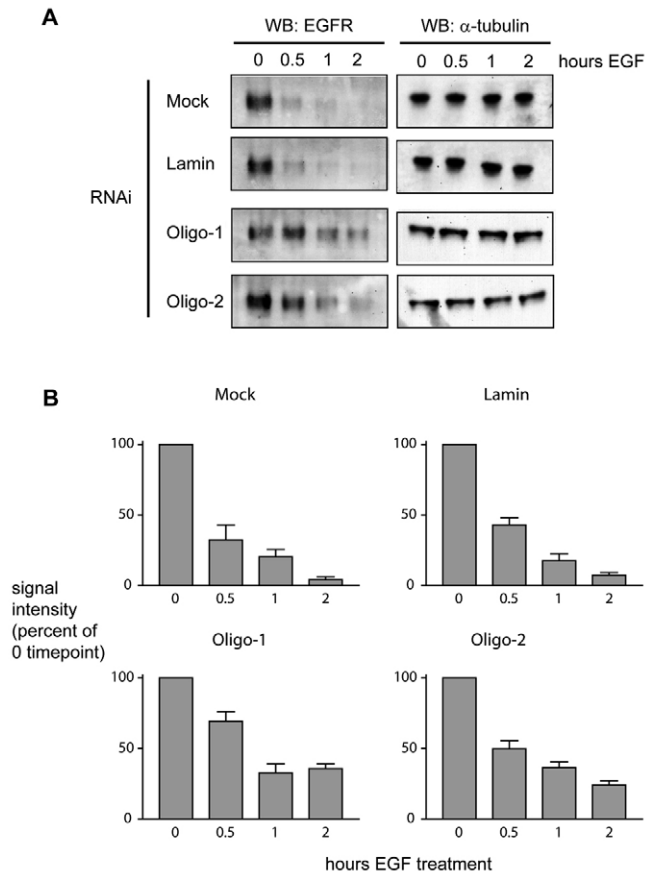 A
WB: EGFR
WB: α-tubulin
0 0.5 1 2
0 0.5 1 2
hours EGF
RNAi
Mock
Lamin
Oligo-1
Oligo-2
B
signal
intensity
(percent of
0 timepoint)
Mock
100
50
0
0 0.5 1 2
Lamin
100
50
0
0 0.5 1 2
Oligo-1
100
50
0
0 0.5 1 2
Oligo-2
100
50
0
0 0.5 1 2
hours EGF treatment